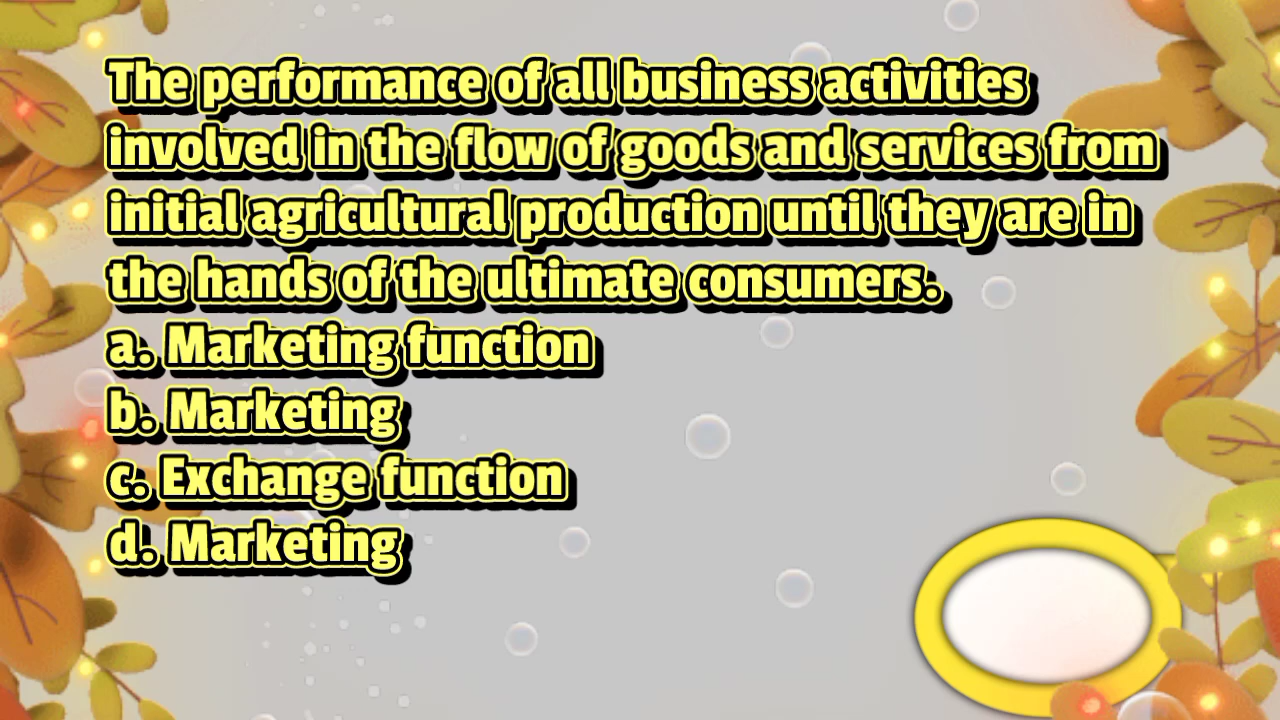 The performance of all business activities
involved in the flow of goods and services from
initial agricultural production until they are in
the hands of the ultimate consumers.
a. Marketing function
b. Marketing
c. Exchange function
d. Marketing